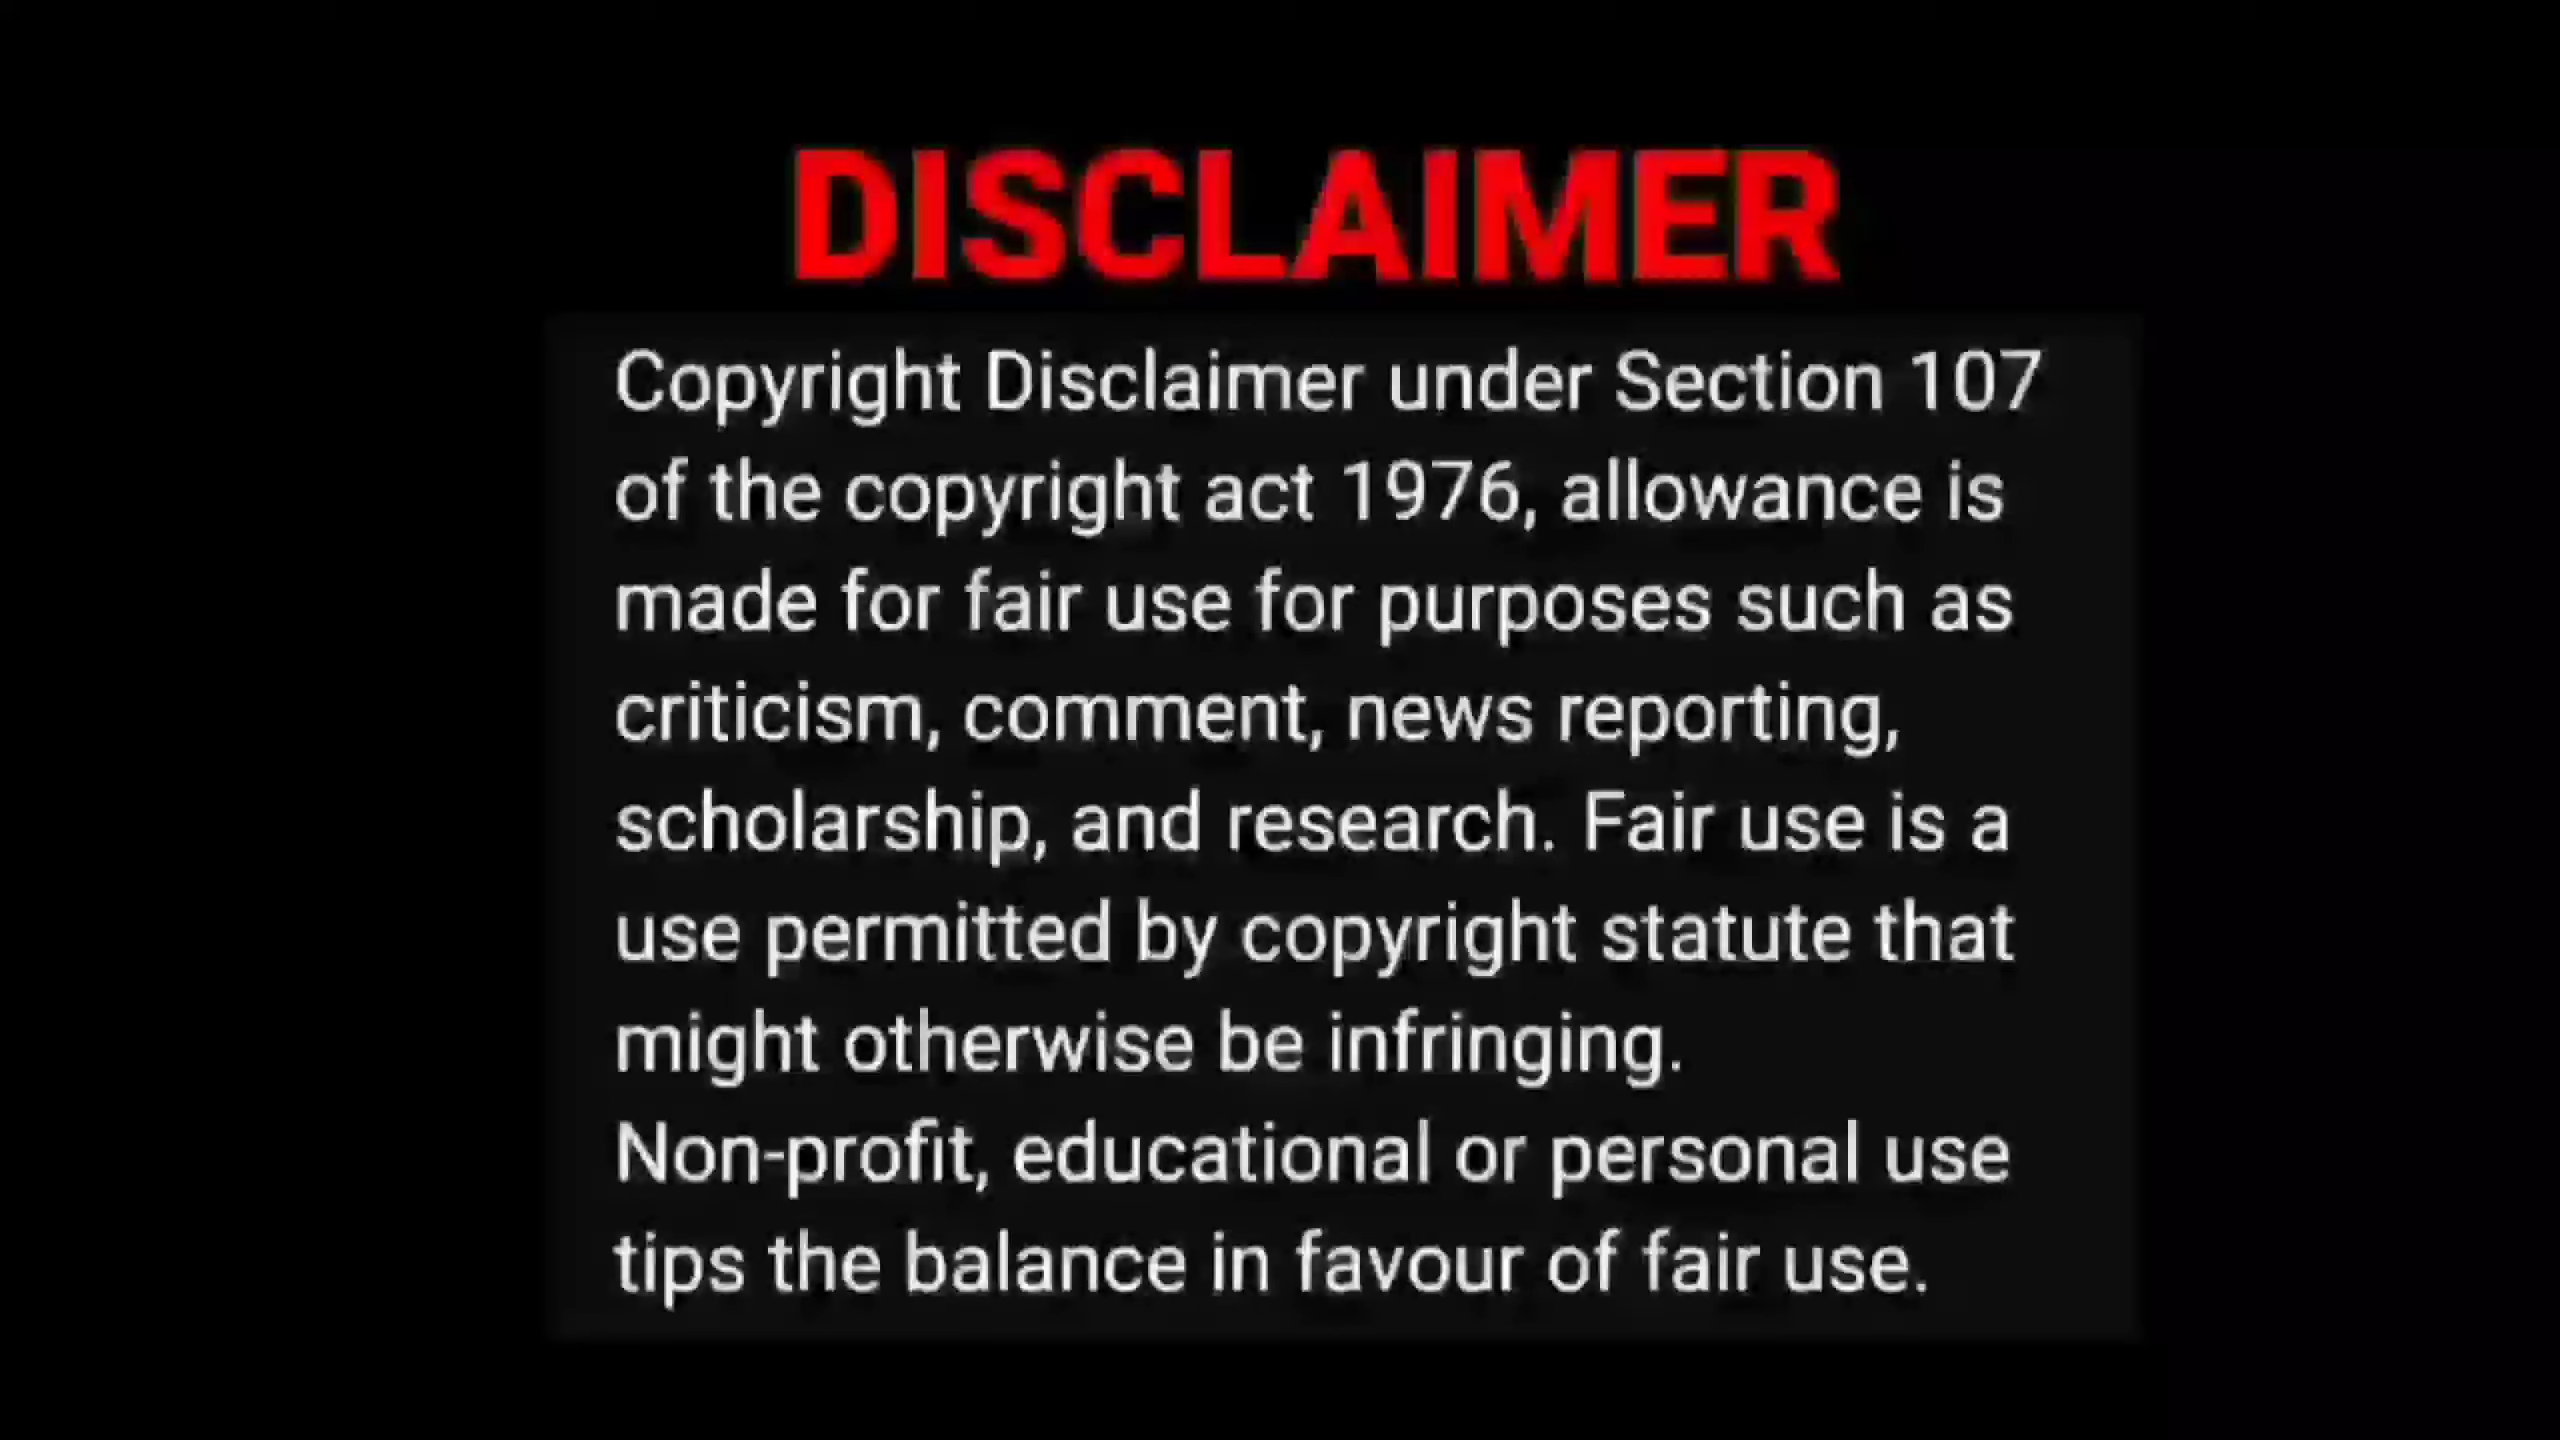 DISCLAIMER
Copyright Disclaimer under Section 107
of the copyright act 1976, allowance is
made for fair use for purposes such as
criticism, comment, news reporting,
scholarship, and research. Fair use is a
use permitted by copyright statute that
might otherwise be infringing.
Non-profit, educational or personal use
tips the balance in favour of fair use.